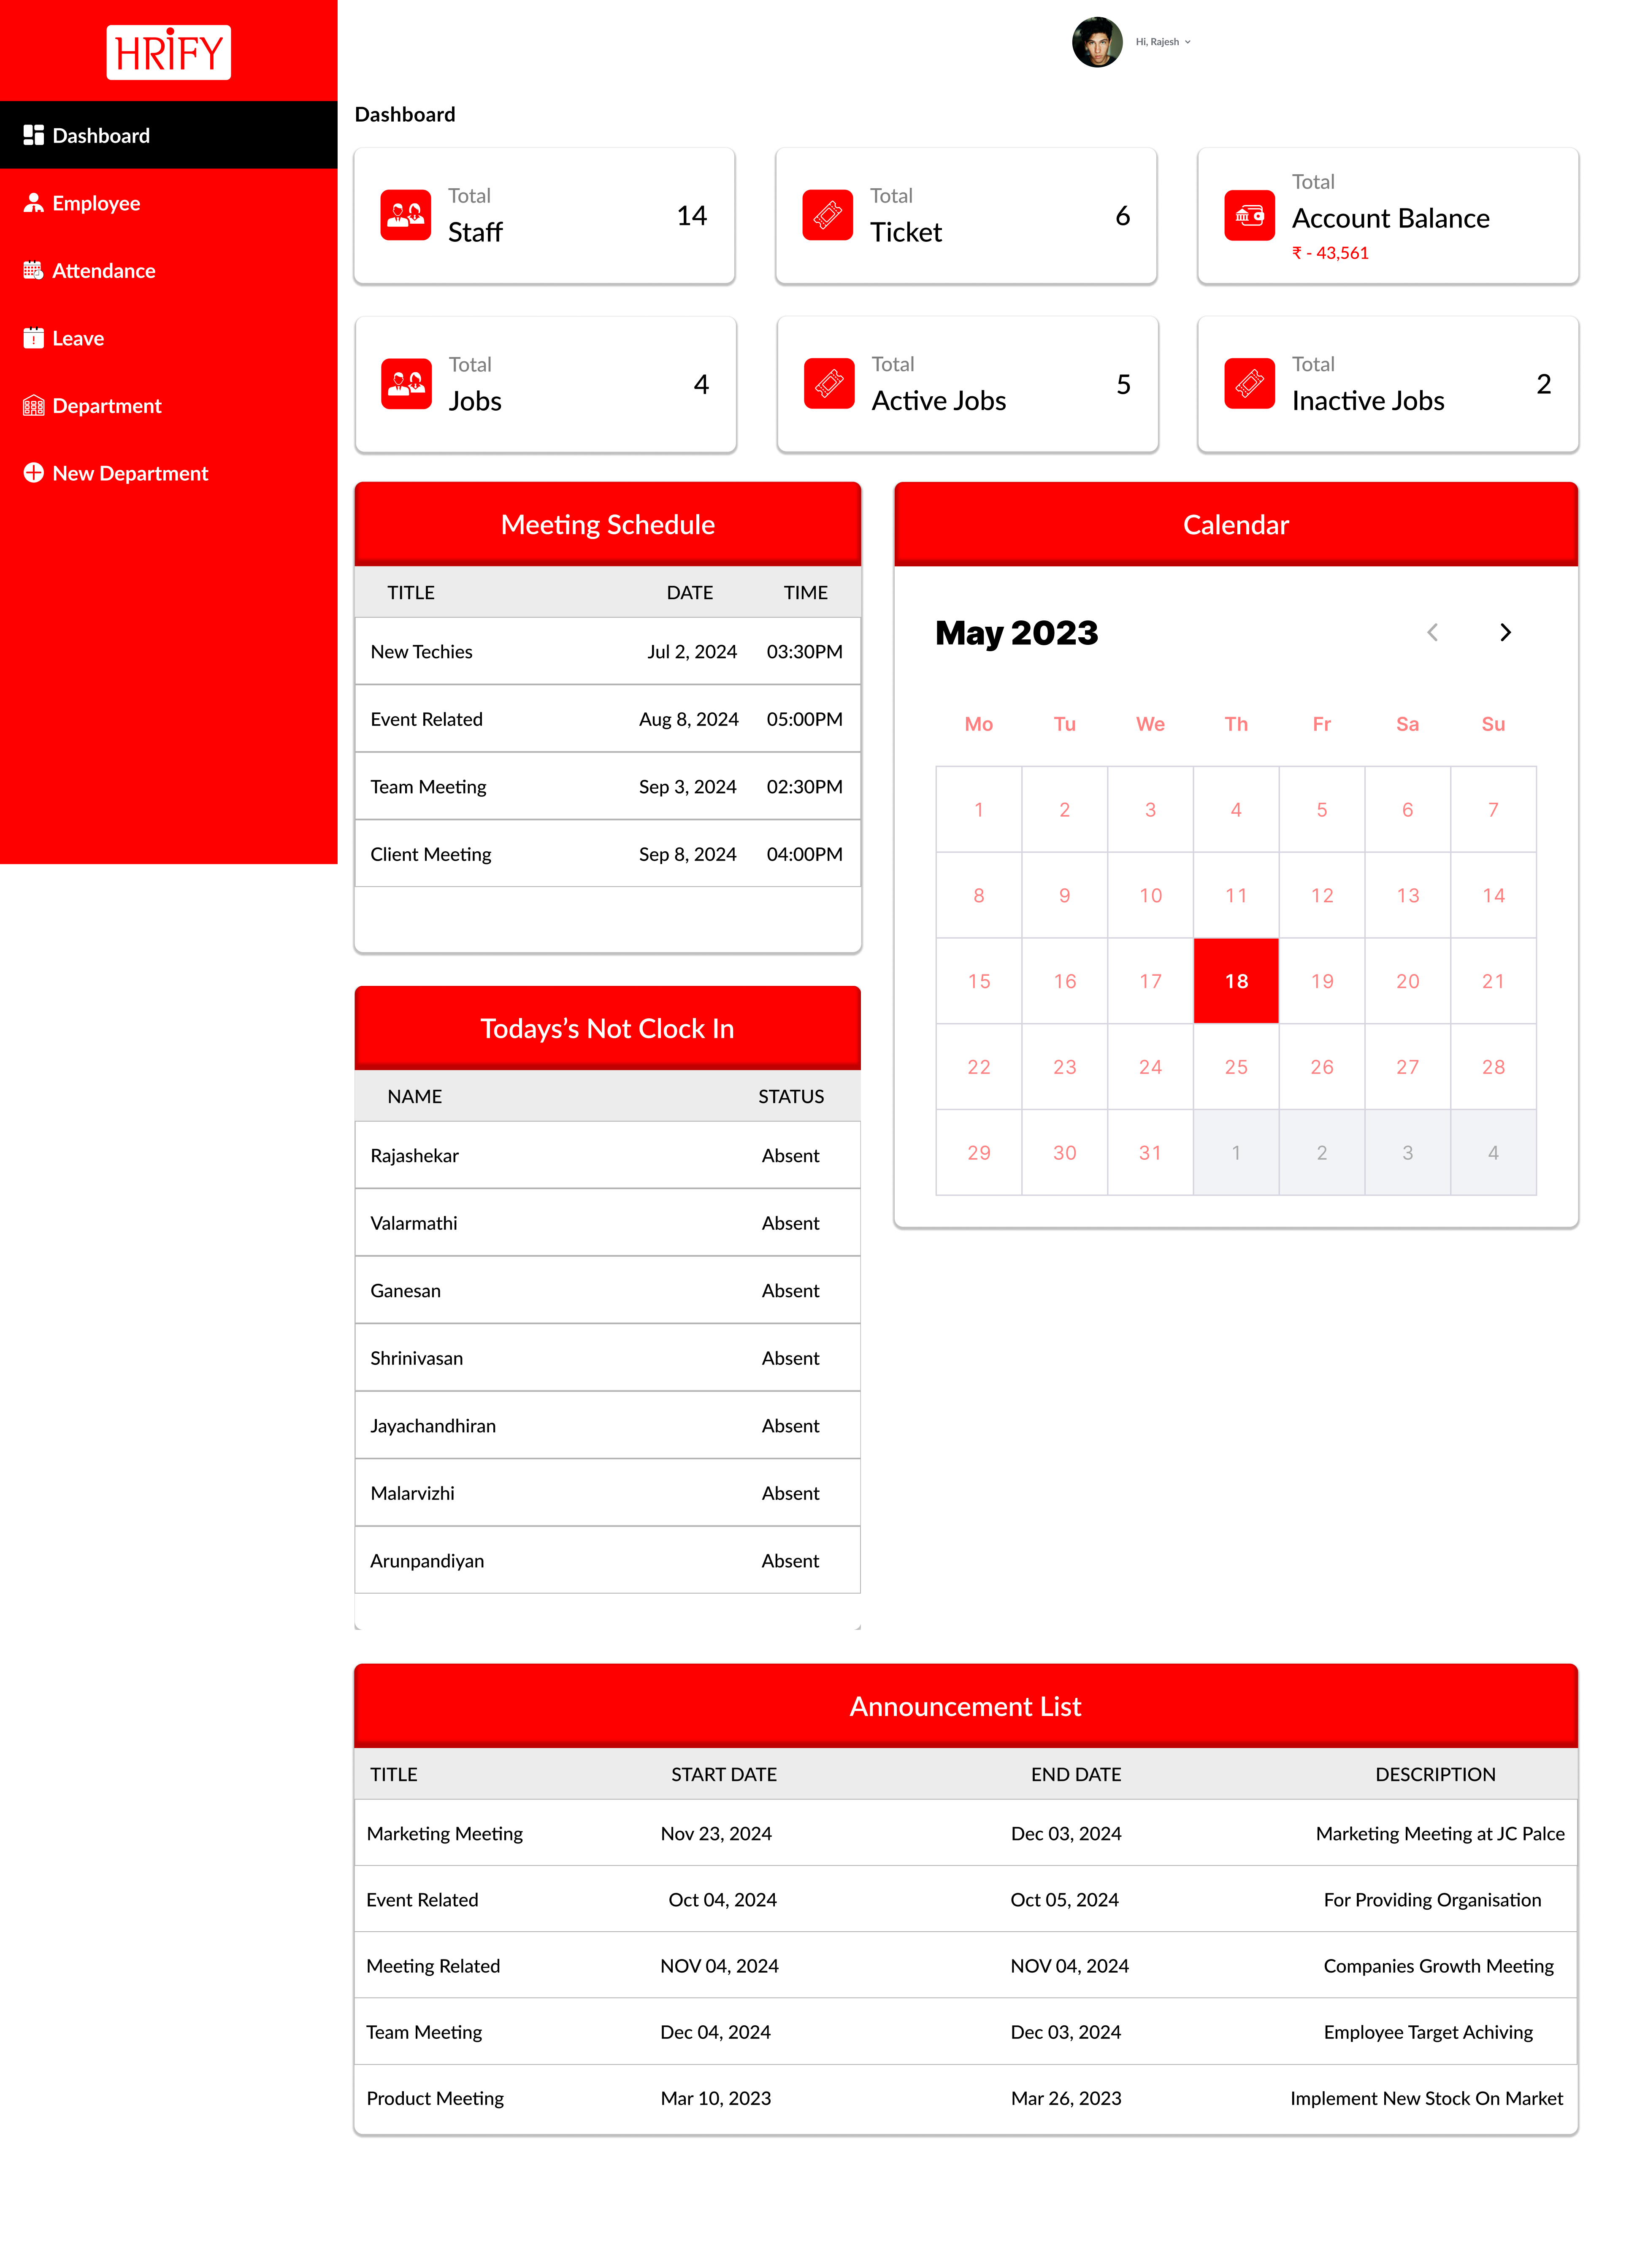 HRiFY
Hi, Rajesh
Dashboard
Employee
Attendance
Leave
Department
New Department
Dashboard
Total
Staff
14
Total
Ticket
6
Total
Account Balance
₹ - 43,561
Total
Jobs
4
Total
Active Jobs
5
Total
Inactive Jobs
2
Meeting Schedule
TITLE DATE TIME
New Techies Jul 2, 2024 03:30PM
Event Related Aug 8, 2024 05:00PM
Team Meeting Sep 3, 2024 02:30PM
Client Meeting Sep 8, 2024 04:00PM
Calendar
May 2023
Mo Tu We Th Fr Sa Su
1 2 3 4 5 6 7
8 9 10 11 12 13 14
15 16 17 18 19 20 21
22 23 24 25 26 27 28
29 30 31 1 2 3 4
Todays’s Not Clock In
NAME STATUS
Rajashekar Absent
Valarmathi Absent
Ganesan Absent
Shrinivasan Absent
Jayachandhiran Absent
Malarvizhi Absent
Arunpandiyan Absent
Announcement List
TITLE START DATE END DATE DESCRIPTION
Marketing Meeting Nov 23, 2024 Dec 03, 2024 Marketing Meeting at JC Palce
Event Related Oct 04, 2024 Oct 05, 2024 For Providing Organisation
Meeting Related NOV 04, 2024 NOV 04, 2024 Companies Growth Meeting
Team Meeting Dec 04, 2024 Dec 03, 2024 Employee Target Achiving
Product Meeting Mar 10, 2023 Mar 26, 2023 Implement New Stock On Market